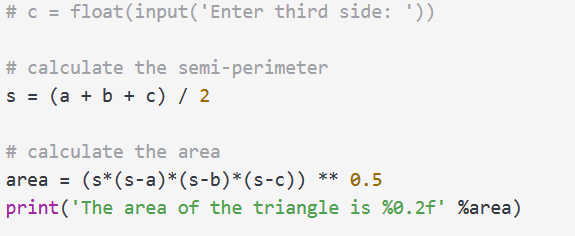 # c = float(input('Enter third side: '))
# calculate the semi-perimeter
s = (a + b + c) / 2
# calculate the area
area = (s*(s-a)*(s-b)*(s-c)) ** 0.5
print('The area of the triangle is %0.2f' %area)